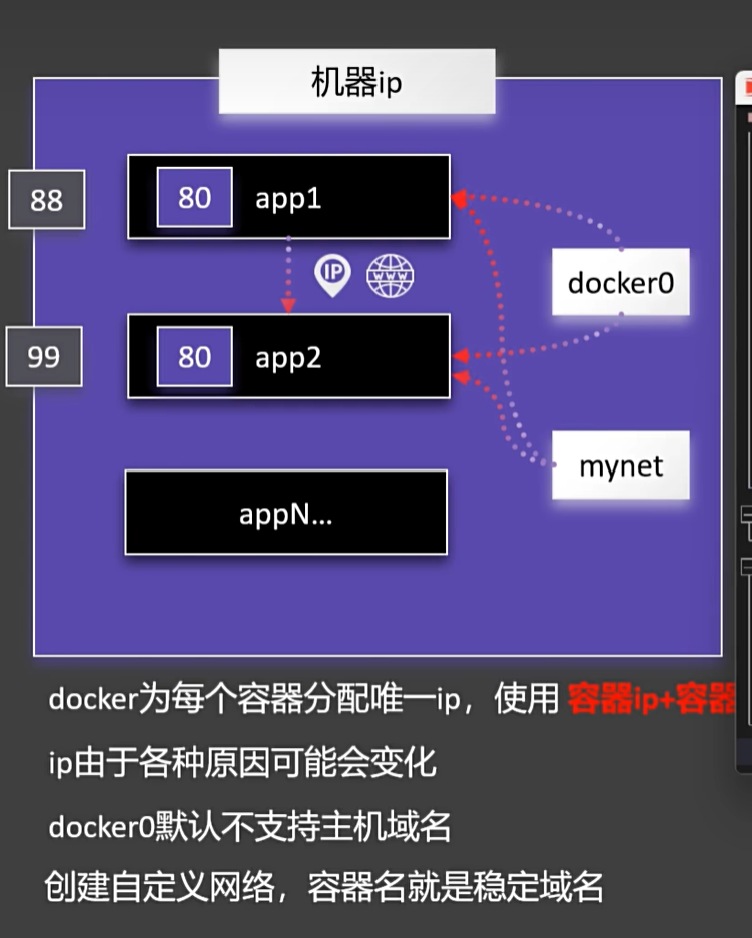 机器ip
88
80 app1
IP WWW
docker0
99
80 app2
mynet
appN...
docker为每个容器分配唯一ip，使用 容器ip+容器
ip由于各种原因可能会变化
docker0默认不支持主机域名
创建自定义网络，容器名就是稳定域名